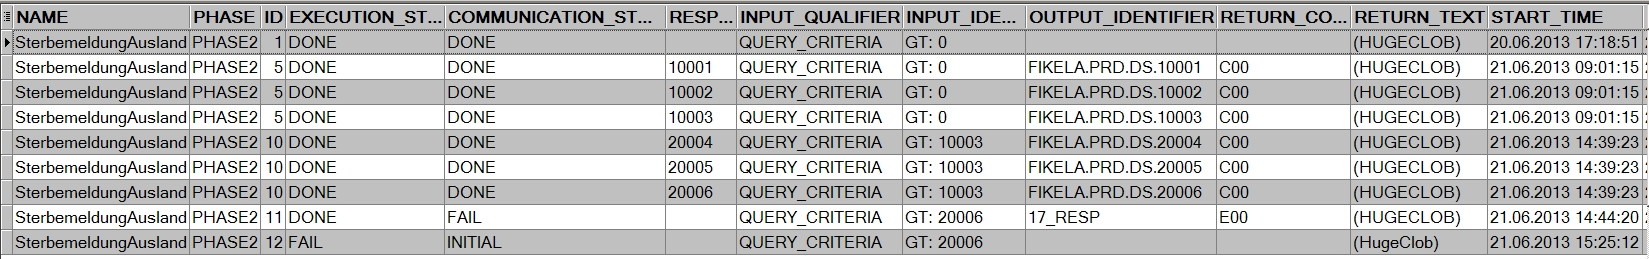 NAME PHASE ID EXECUTION_ST... COMMUNICATION_ST... RESP... INPUT_QUALIFIER INPUT_IDE... OUTPUT_IDENTIFIER RETURN_CO... RETURN_TEXT START_TIME
SterbemeldungAusland PHASE2 1 DONE DONE QUERY_CRITERIA GT: 0 (HUGECLOB) 20.06.2013 17:18:51
SterbemeldungAusland PHASE2 5 DONE DONE 10001 QUERY_CRITERIA GT: 0 FIKELA.PRD.DS.10001 C00 (HUGECLOB) 21.06.2013 09:01:15
SterbemeldungAusland PHASE2 5 DONE DONE 10002 QUERY_CRITERIA GT: 0 FIKELA.PRD.DS.10002 C00 (HUGECLOB) 21.06.2013 09:01:15
SterbemeldungAusland PHASE2 5 DONE DONE 10003 QUERY_CRITERIA GT: 0 FIKELA.PRD.DS.10003 C00 (HUGECLOB) 21.06.2013 09:01:15
SterbemeldungAusland PHASE2 10 DONE DONE 20004 QUERY_CRITERIA GT: 10003 FIKELA.PRD.DS.20004 C00 (HUGECLOB) 21.06.2013 14:39:23
SterbemeldungAusland PHASE2 10 DONE DONE 20005 QUERY_CRITERIA GT: 10003 FIKELA.PRD.DS.20005 C00 (HUGECLOB) 21.06.2013 14:39:23
SterbemeldungAusland PHASE2 10 DONE DONE 20006 QUERY_CRITERIA GT: 10003 FIKELA.PRD.DS.20006 C00 (HUGECLOB) 21.06.2013 14:39:23
SterbemeldungAusland PHASE2 11 DONE FAIL QUERY_CRITERIA GT: 20006 17_RESP E00 (HUGECLOB) 21.06.2013 14:44:20
SterbemeldungAusland PHASE2 12 FAIL INITIAL QUERY_CRITERIA GT: 20006 (HugeClob) 21.06.2013 15:25:12